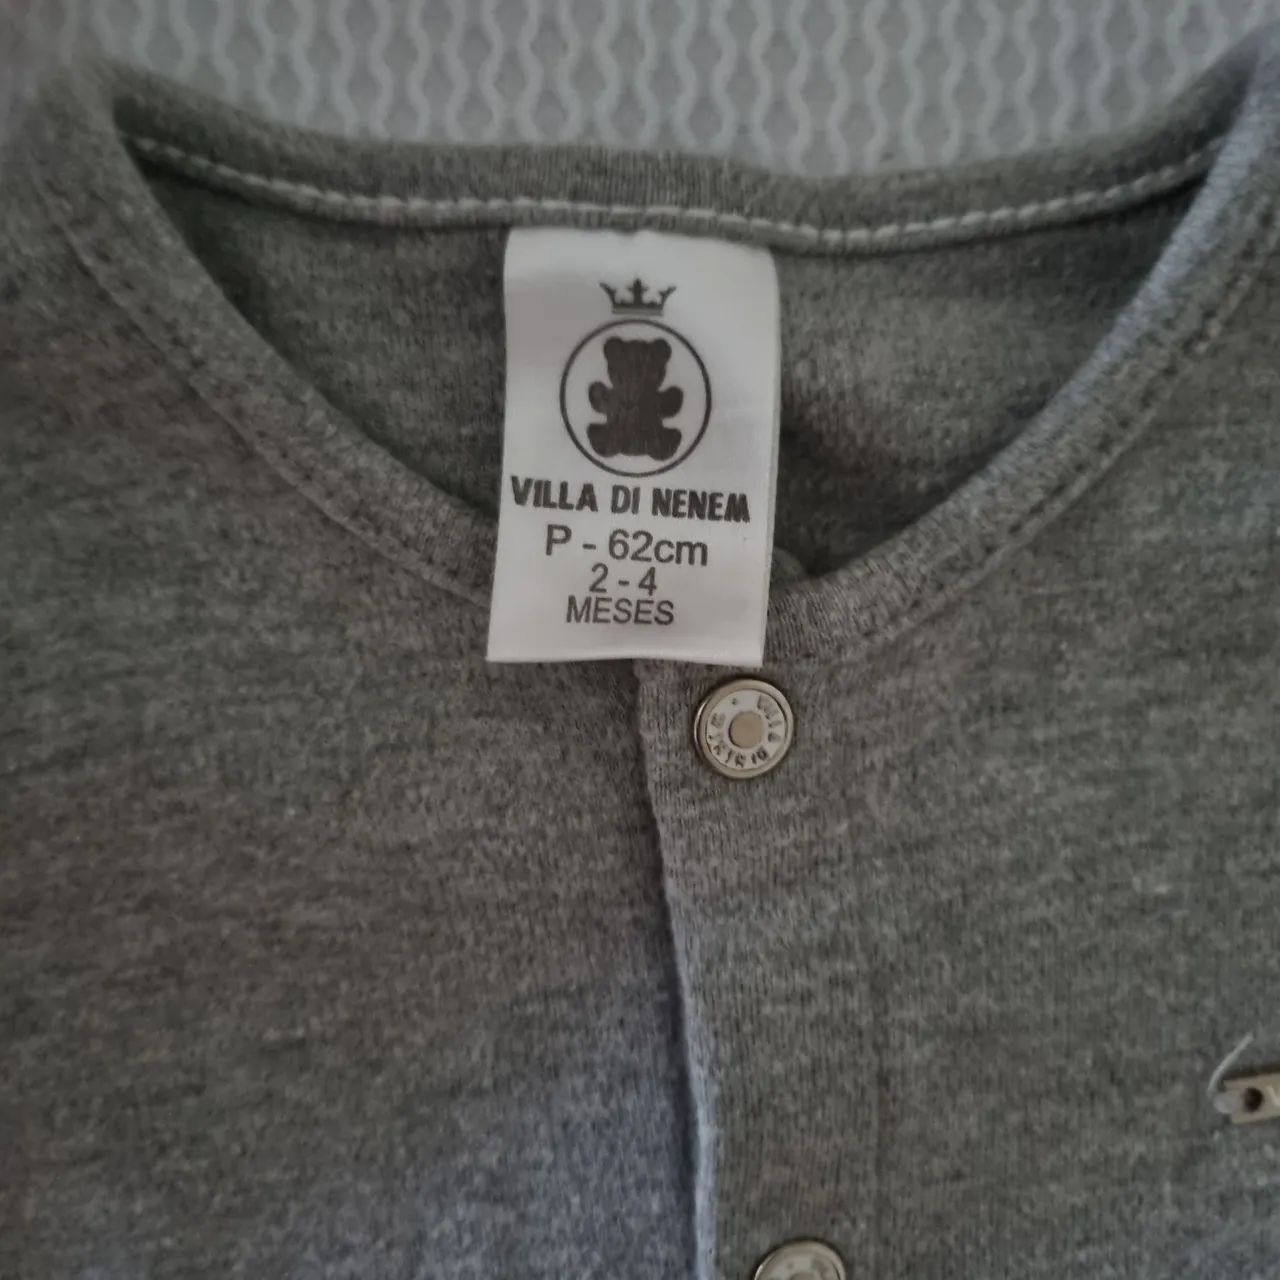 VILLA DI NENEM
P - 62cm
2 - 4
MESES